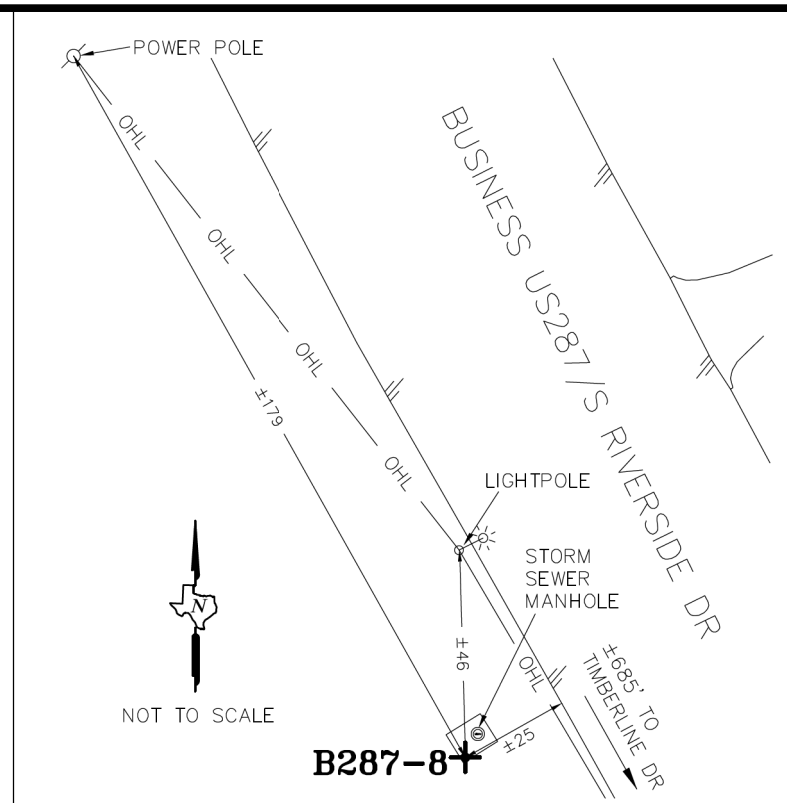 POWER POLE
OHL
BUSINESS US287/S RIVERSIDE DR
OHL
OHL
±179
OHL
LIGHTPOLE
STORM
SEWER
MANHOLE
N
±46
OHL
±685' TO
TIMBERLINE DR
NOT TO SCALE
±25
B287-8